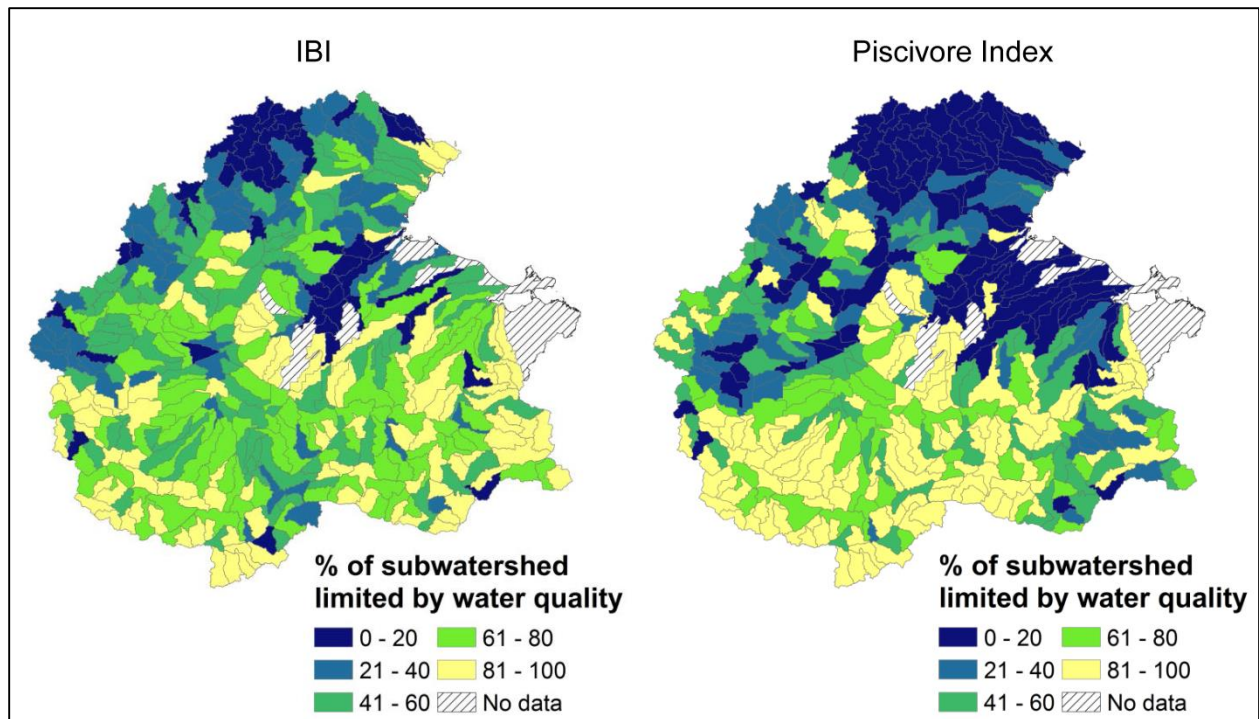 IBI
Piscivore Index
% of subwatershed
limited by water quality
0 - 20
61 - 80
21 - 40
81 - 100
41 - 60
No data
% of subwatershed
limited by water quality
0 - 20
61 - 80
21 - 40
81 - 100
41 - 60
No data